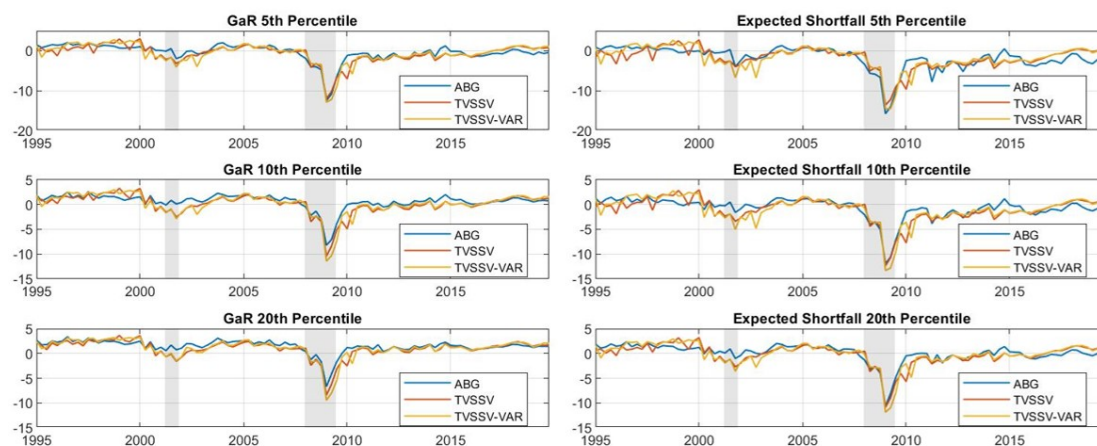 GaR 5th Percentile
0
-10
-20
1995 2000 2005 2010 2015
ABG
TVSSV
TVSSV-VAR
Expected Shortfall 5th Percentile
0
-10
-20
1995 2000 2005 2010 2015
ABG
TVSSV
TVSSV-VAR
GaR 10th Percentile
5
0
-5
-10
-15
1995 2000 2005 2010 2015
ABG
TVSSV
TVSSV-VAR
Expected Shortfall 10th Percentile
5
0
-5
-10
-15
1995 2000 2005 2010 2015
ABG
TVSSV
TVSSV-VAR
GaR 20th Percentile
5
0
-5
-10
-15
1995 2000 2005 2010 2015
ABG
TVSSV
TVSSV-VAR
Expected Shortfall 20th Percentile
5
0
-5
-10
-15
1995 2000 2005 2010 2015
ABG
TVSSV
TVSSV-VAR